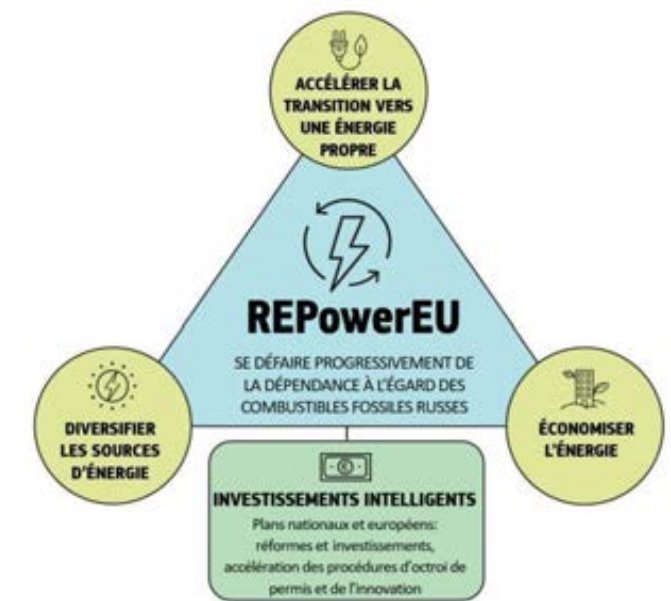 ACCÉLÉRER LA
TRANSITION VERS
UNE ÉNERGIE
PROPRE
REPowerEU
SE DÉFAIRE PROGRESSIVEMENT DE
LA DÉPENDANCE À L'ÉGARD DES
COMBUSTIBLES FOSSILES RUSSES
DIVERSIFIER
LES SOURCES
D'ÉNERGIE
ÉCONOMISER
L'ÉNERGIE
INVESTISSEMENTS INTELLIGENTS
Plans nationaux et européens:
réformes et investissements,
accélération des procédures d'octroi de
permis et de l'innovation